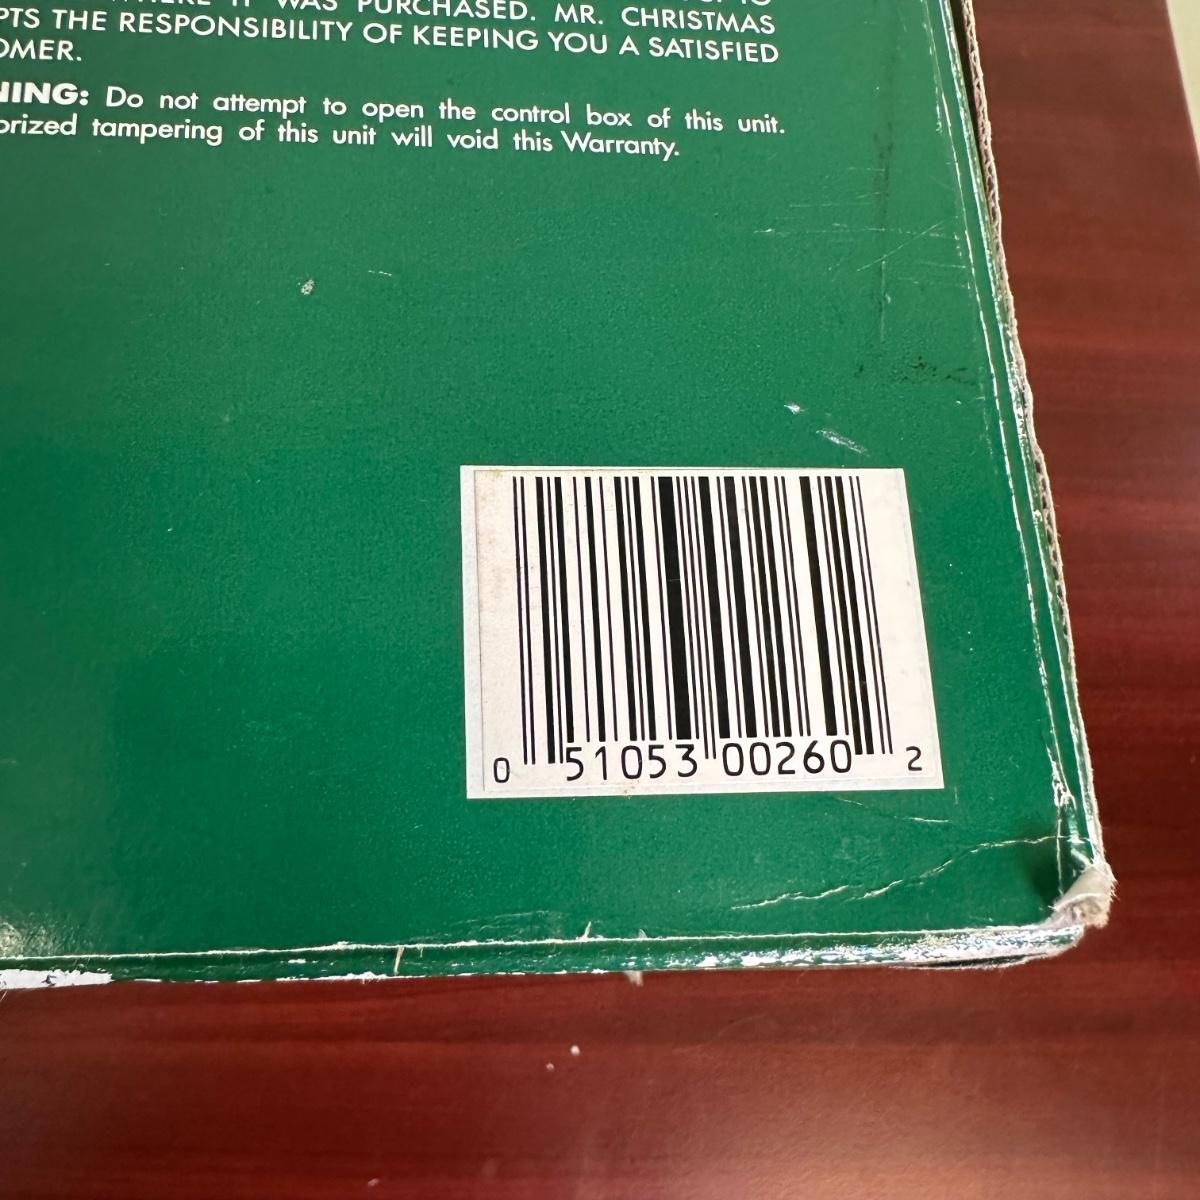 WAS PURCHASED. MR. CHRISTMAS
PTS THE RESPONSIBILITY OF KEEPING YOU A SATISFIED
OMER.
NING: Do not attempt to open the control box of this unit.
orized tampering of this unit will void this Warranty.
0 51053 00260 2